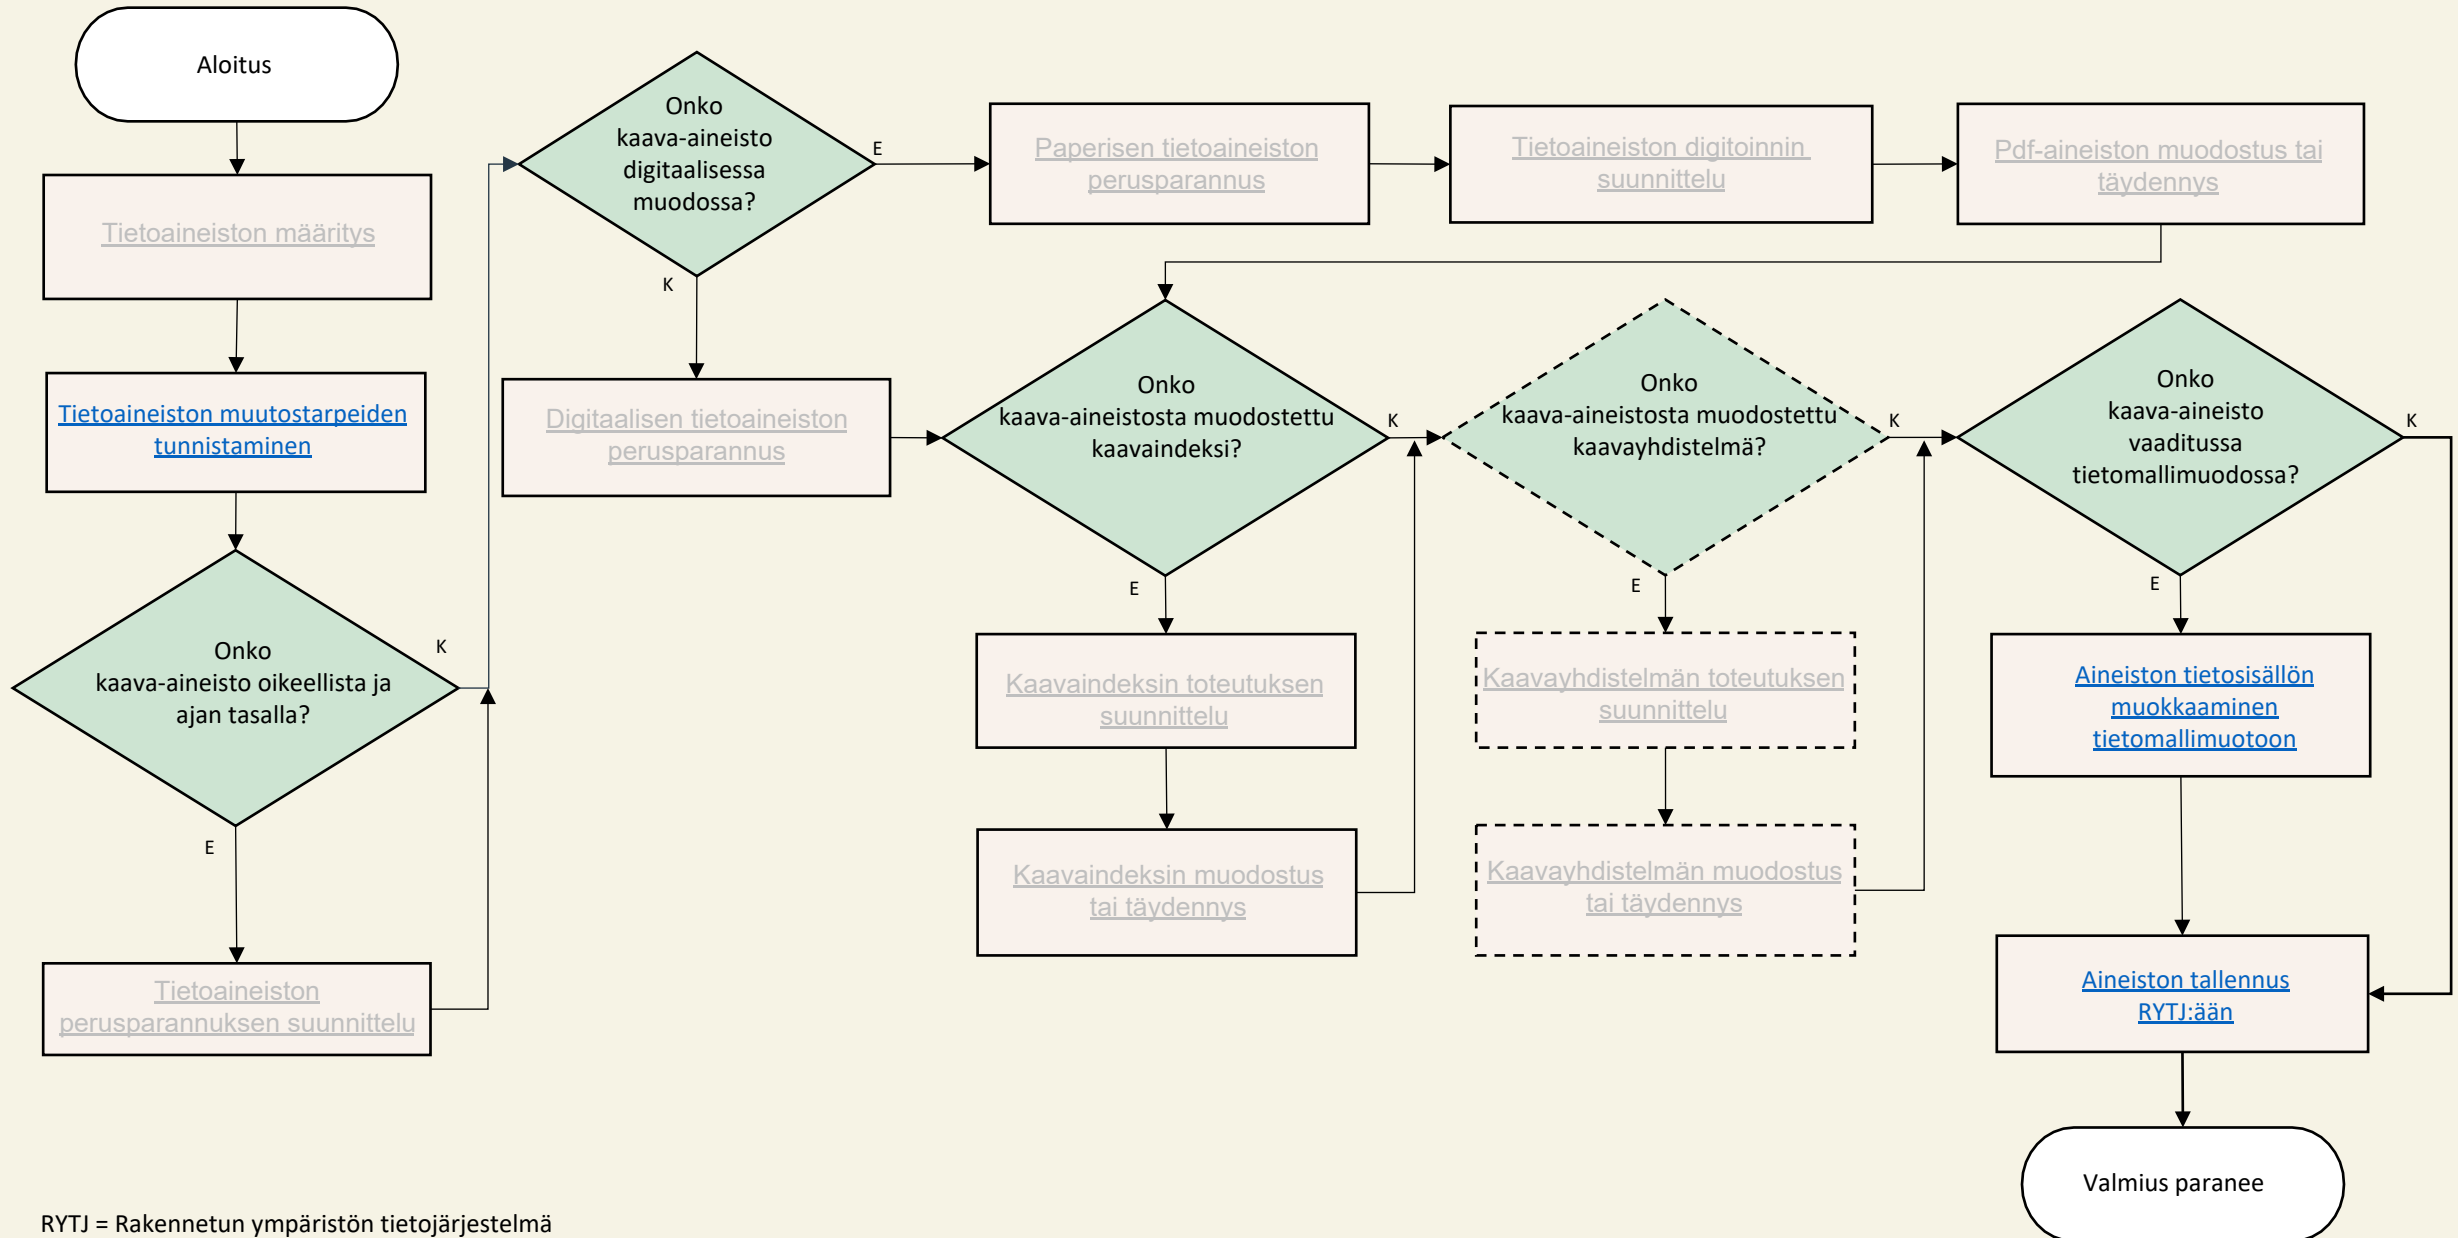 Aloitus
Tietoaineiston määritys
Tietoaineiston muutostarpeiden
tunnistaminen
Onko
kaava-aineisto oikeellista ja
ajan tasalla?
K
E
Tietoaineiston
perusparannuksen suunnittelu
Onko
kaava-aineisto
digitaalisessa
muodossa?
E
K
Paperisen tietoaineiston
perusparannus
Tietoaineiston digitoinnin
suunnittelu
Pdf-aineiston muodostus tai
täydennys
Digitaalisen tietoaineiston
perusparannus
Onko
kaava-aineistosta muodostettu
kaavaindeksi?
K
E
Kaavaindeksin toteutuksen
suunnittelu
Kaavaindeksin muodostus
tai täydennys
Onko
kaava-aineistosta muodostettu
kaavayhdistelmä?
K
E
Kaavayhdistelmän toteutuksen
suunnittelu
Kaavayhdistelmän muodostus
tai täydennys
Onko
kaava-aineisto
vaaditussa
tietomallimuodossa?
K
E
Aineiston tietosisällön
muokkaaminen
tietomallimuotoon
Aineiston tallennus
RYTJ:ään
Valmius paranee
RYTJ = Rakennetun ympäristön tietojärjestelmä